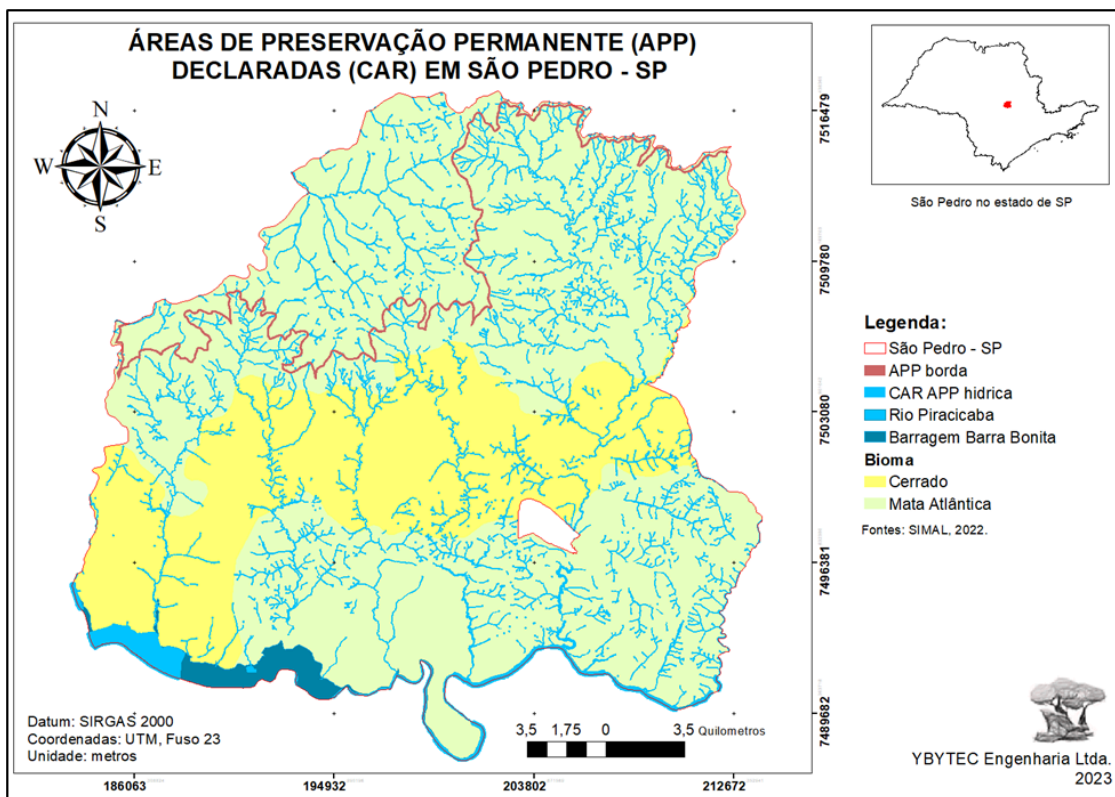 ÁREAS DE PRESERVAÇÃO PERMANENTE (APP)
DECLARADAS (CAR) EM SÃO PEDRO - SP
N
W
E
S
7516479
7509780
7503080
7496381
7489682
São Pedro no estado de SP
Legenda:
São Pedro - SP
APP borda
CAR APP hídrica
Rio Piracicaba
Barragem Barra Bonita
Bioma
Cerrado
Mata Atlântica
Fontes: SIMAL, 2022.
Datum: SIRGAS 2000
Coordenadas: UTM, Fuso 23
Unidade: metros
3,5 1,75 0 3,5 Quilometros
YBYTEC Engenharia Ltda.
2023
186063 194932 203802 212672